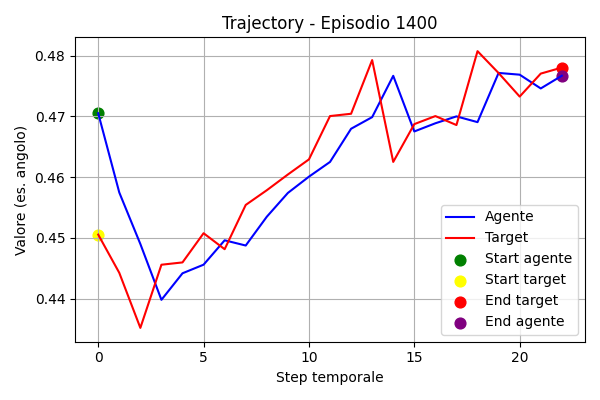 Trajectory - Episodio 1400
Valore (es. angolo)
0.48
0.47
0.46
0.45
0.44
0
5
10
15
20
Step temporale
Agente
Target
Start agente
Start target
End target
End agente